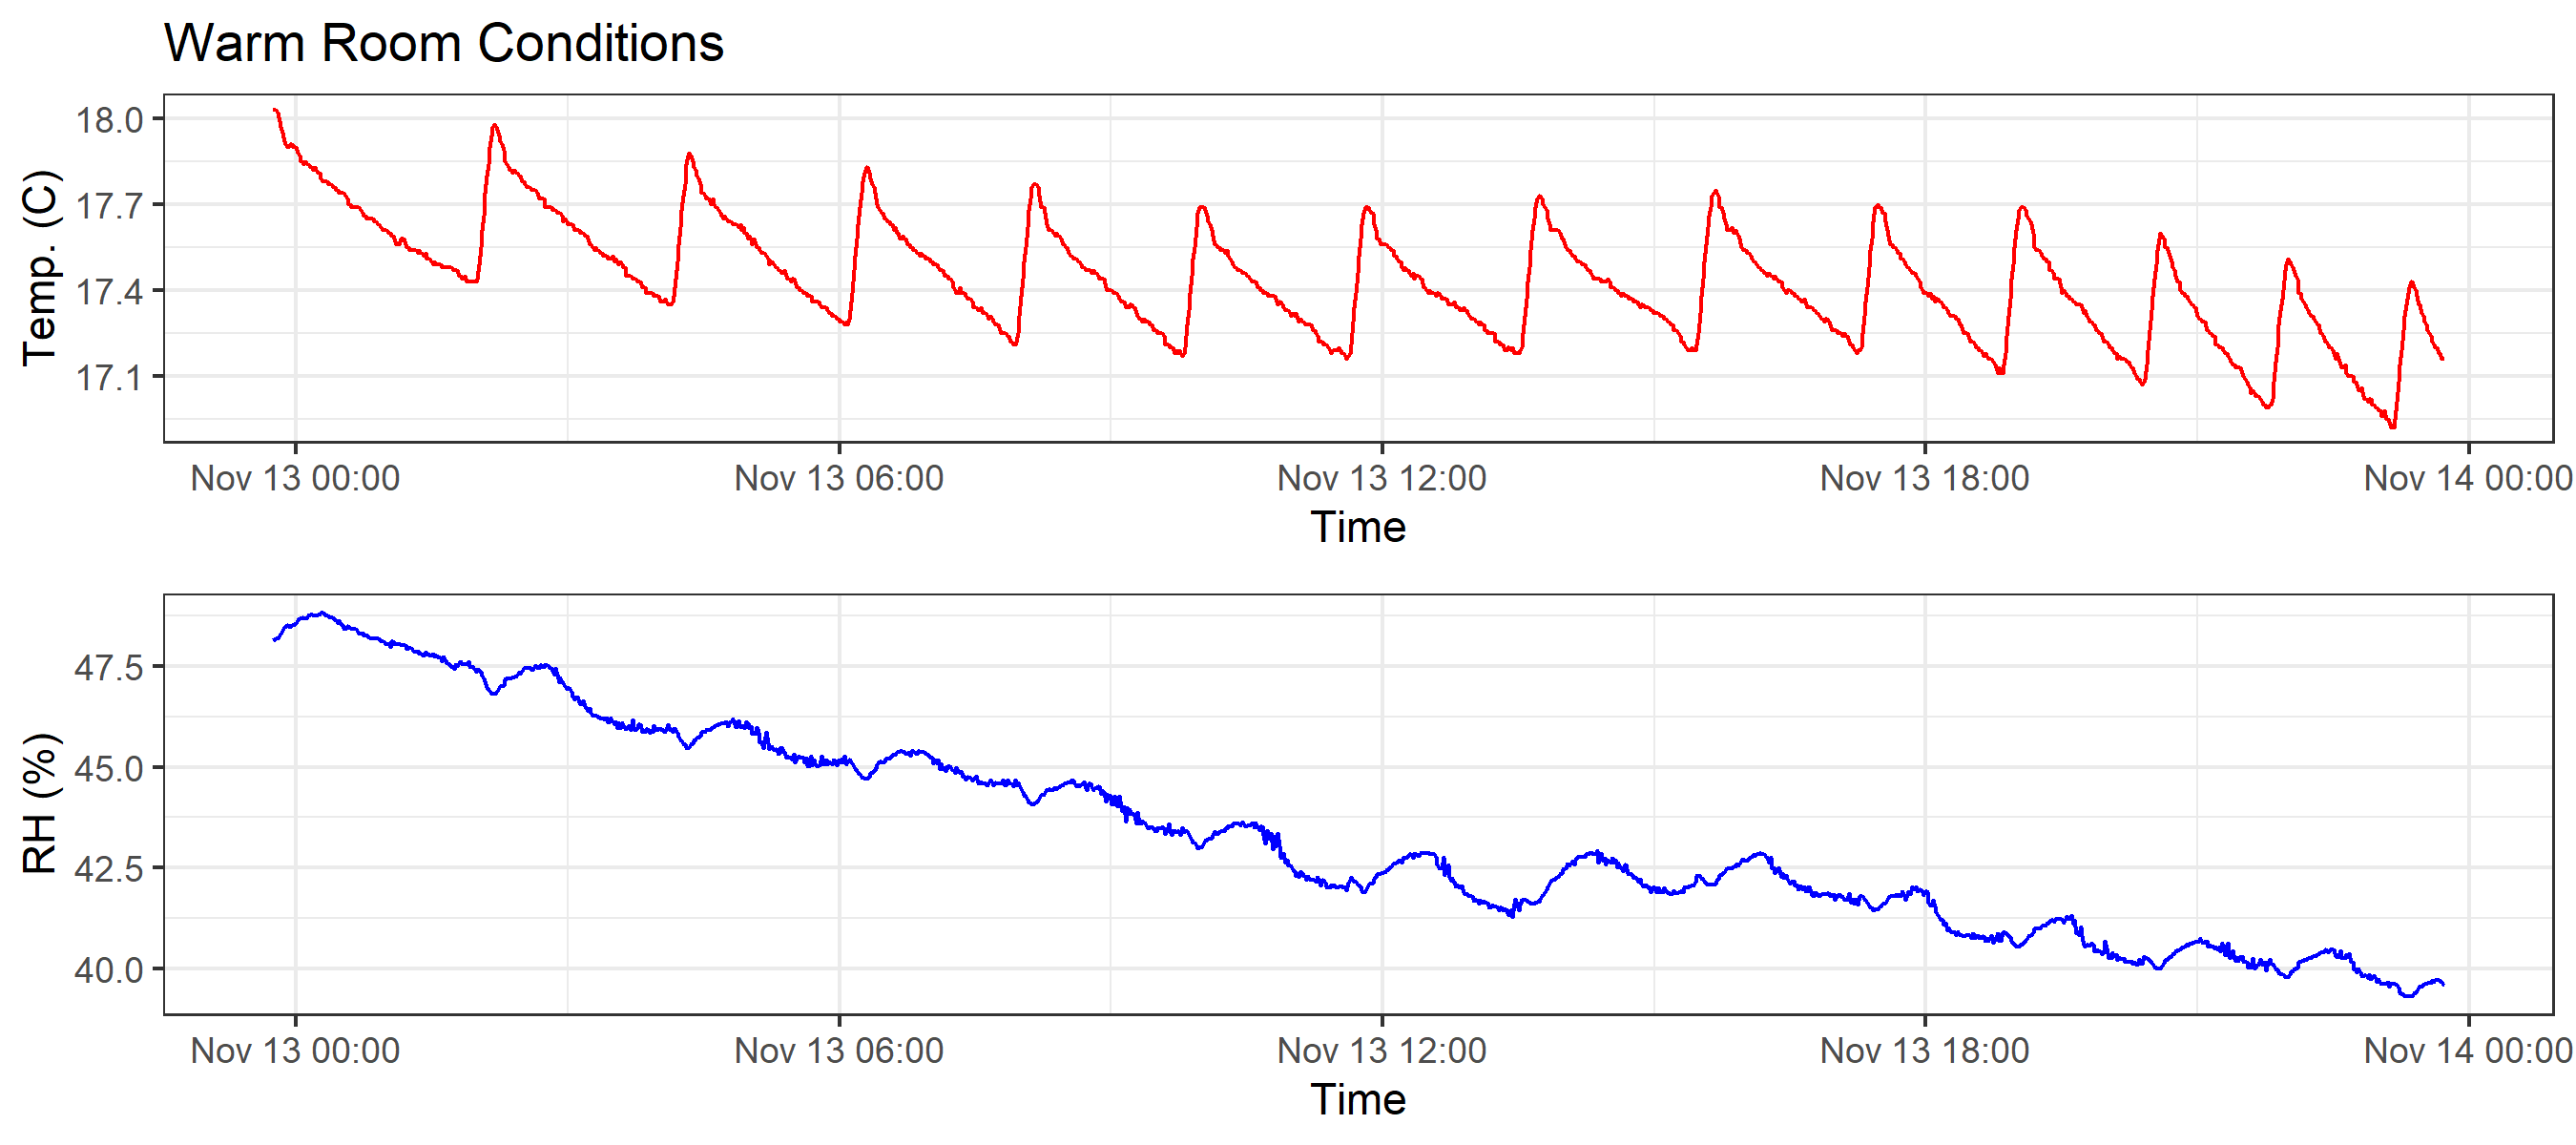 Warm Room Conditions
Temp. (C)
18.0
17.7
17.4
17.1
Nov 13 00:00 Nov 13 06:00 Nov 13 12:00 Nov 13 18:00 Nov 14 00:00
Time
RH (%)
47.5
45.0
42.5
40.0
Nov 13 00:00 Nov 13 06:00 Nov 13 12:00 Nov 13 18:00 Nov 14 00:00
Time